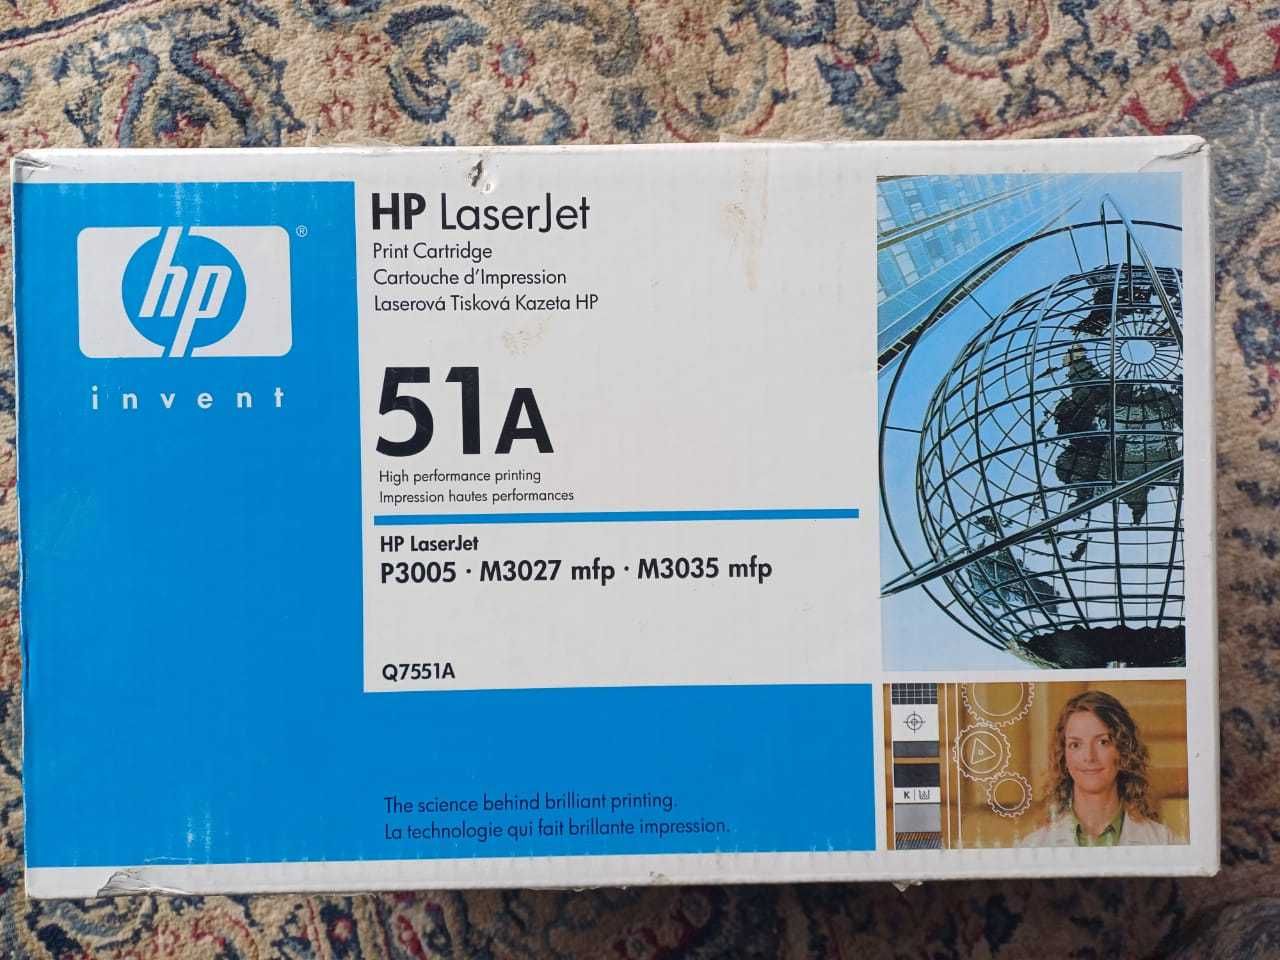 hp
®
invent
HP LaserJet
Print Cartridge
Cartouche d'Impression
Laserová Tisková Kazeta HP
51A
High performance printing
Impression hautes performances
HP LaserJet
P3005 · M3027 mfp · M3035 mfp
Q7551A
K
The science behind brilliant printing.
La technologie qui fait brillante impression.